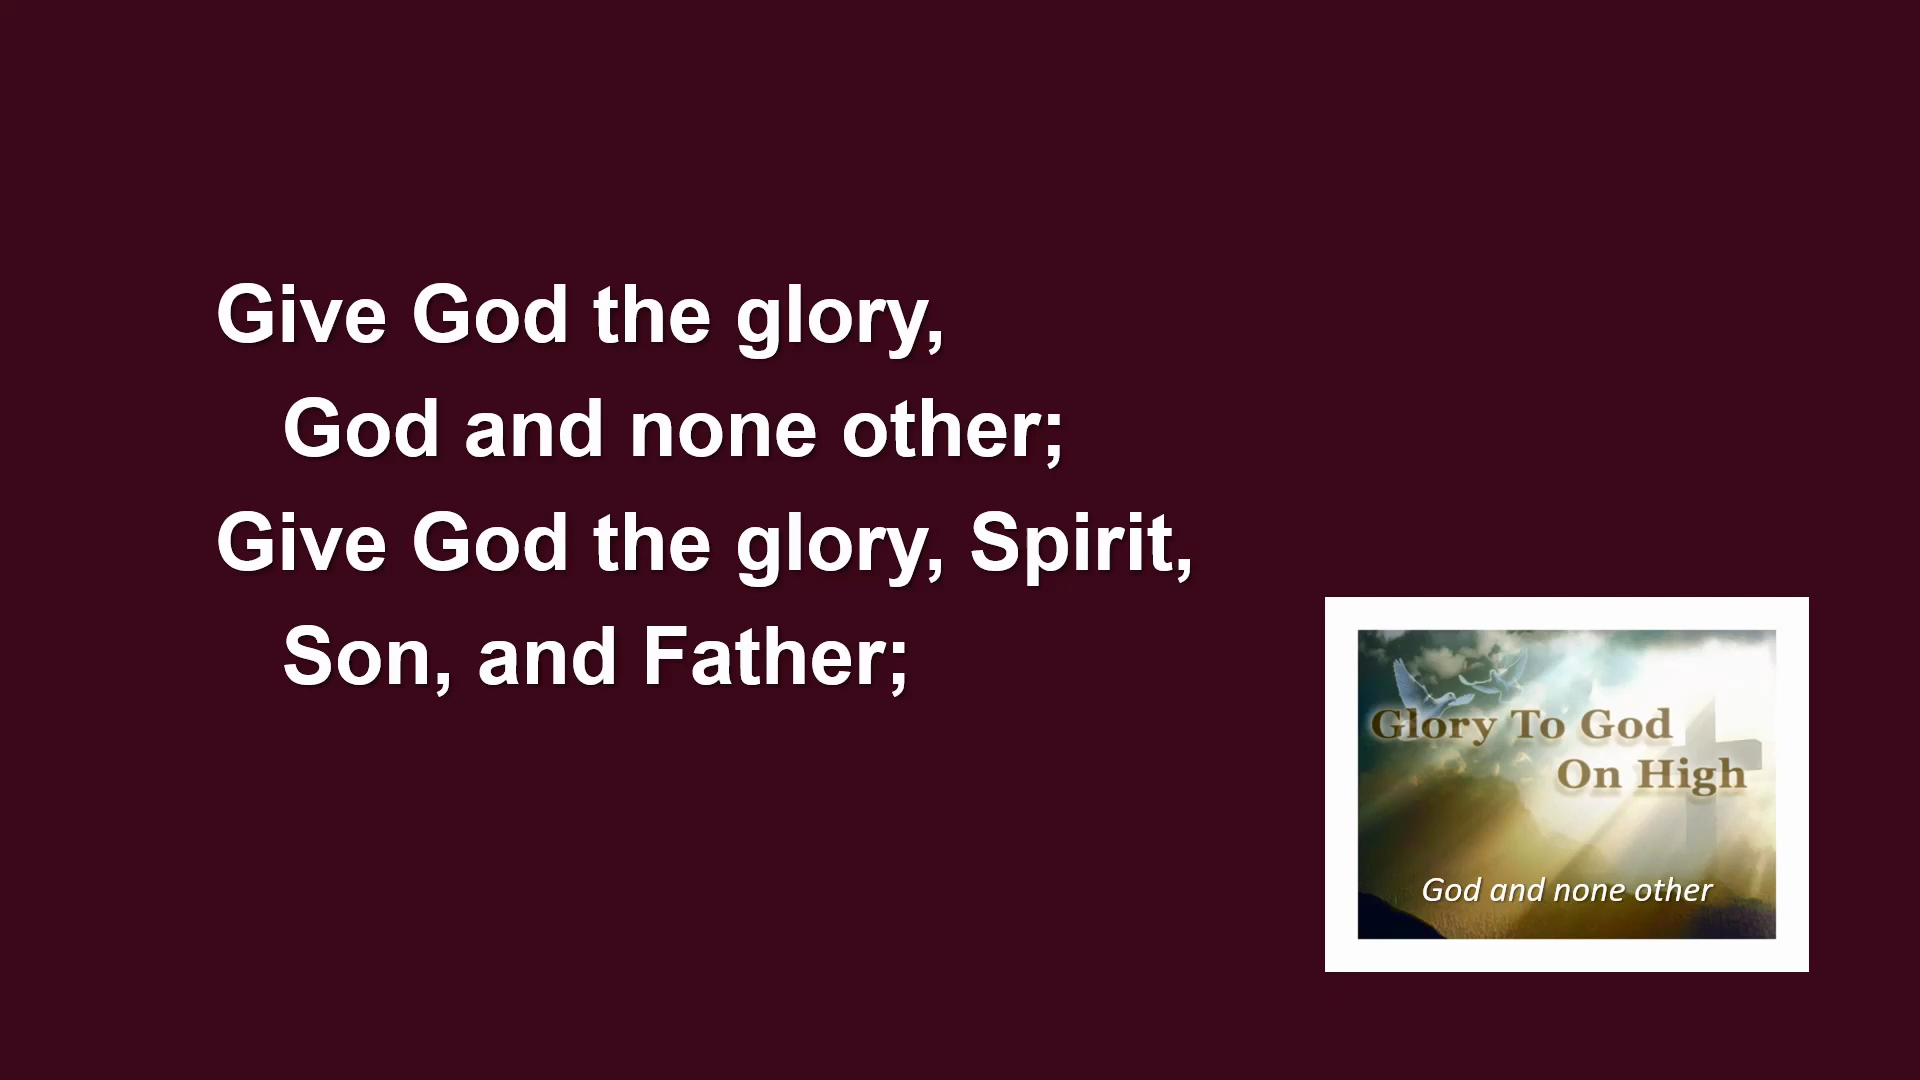 Give God the glory,
God and none other;
Give God the glory, Spirit,
Son, and Father;
Glory To God
On High
God and none other